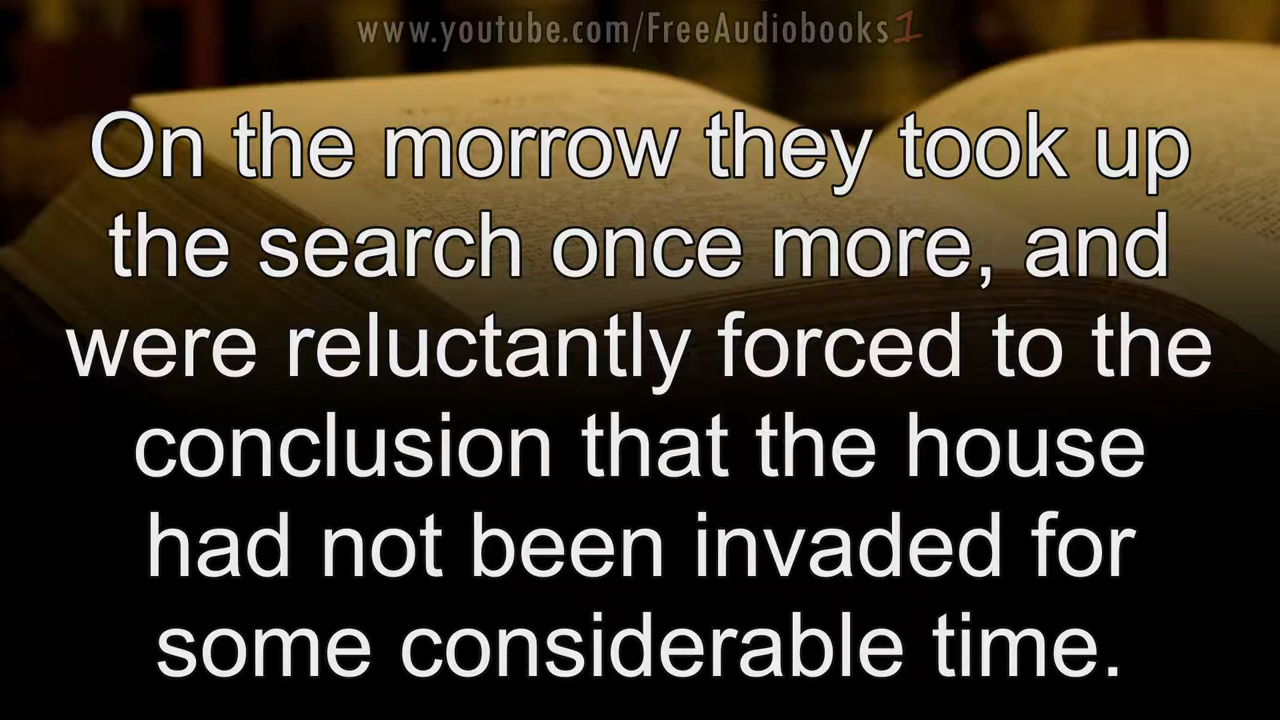 www.youtube.com/FreeAudiobooks1
On the morrow they took up
the search once more, and
were reluctantly forced to the
conclusion that the house
had not been invaded for
some considerable time.